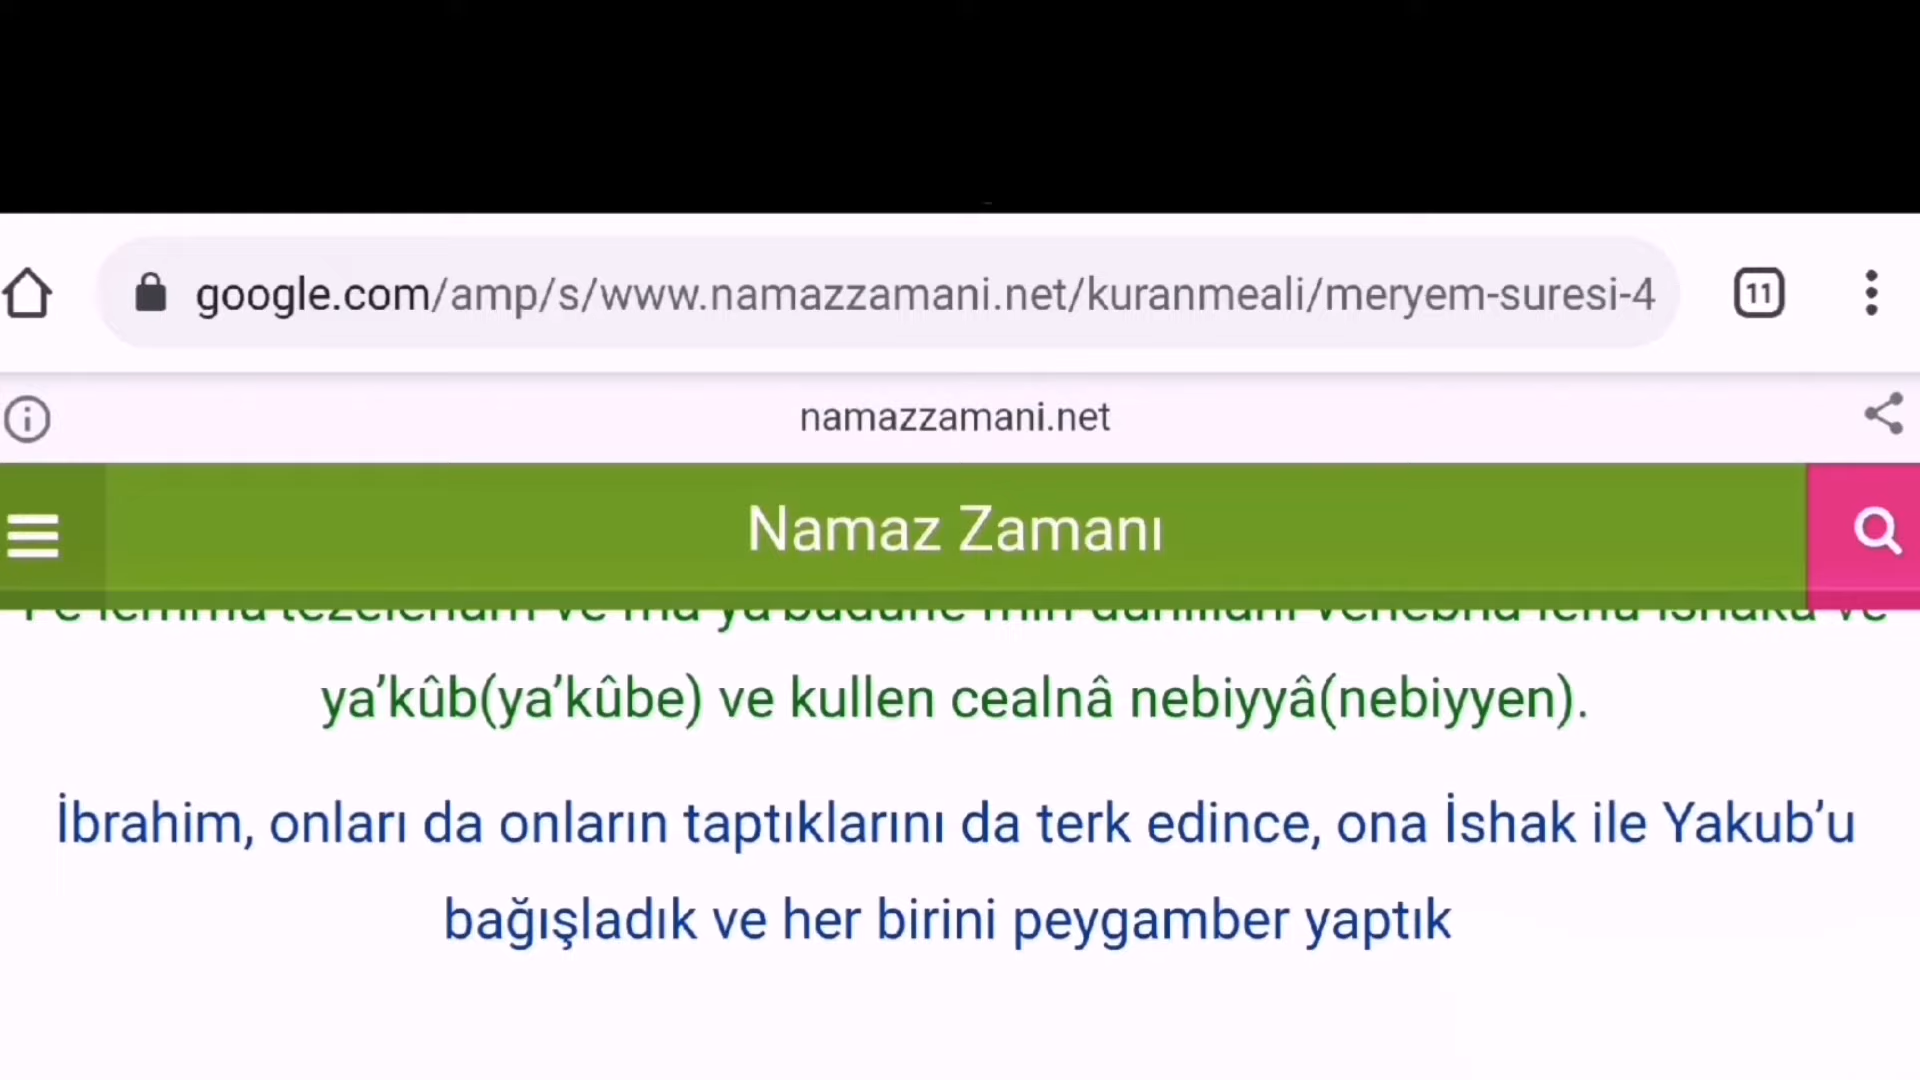 google.com/amp/s/www.namazzamani.net/kuranmeali/meryem-suresi-4
11
namazzamani.net
Namaz Zamanı
ya’kûb(ya’kûbe) ve kullen cealnâ nebiyyâ(nebiyyen).
İbrahim, onları da onların taptıklarını da terk edince, ona İshak ile Yakub’u
bağışladık ve her birini peygamber yaptık